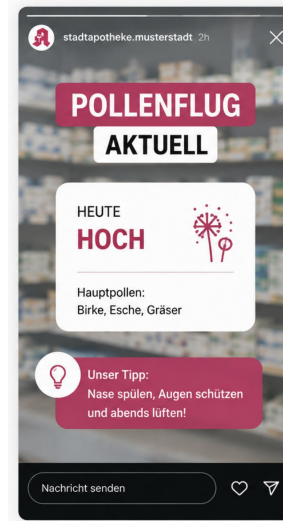 stadtapotheke.musterstadt 2h
POLLENFLUG
AKTUELL
HEUTE
HOCH
Hauptpollen:
Birke, Esche, Gräser
Unser Tipp:
Nase spülen, Augen schützen
und abends lüften!
Nachricht senden